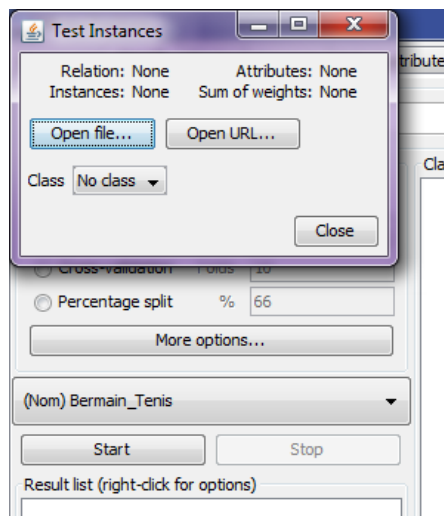 Test Instances
Relation: None Attributes: None
Instances: None Sum of weights: None
Open file... Open URL...
Class No class
Close
Cross-validation Folds 10
Percentage split % 66
More options...
(Nom) Bermain_Tenis
Start Stop
Result list (right-click for options)